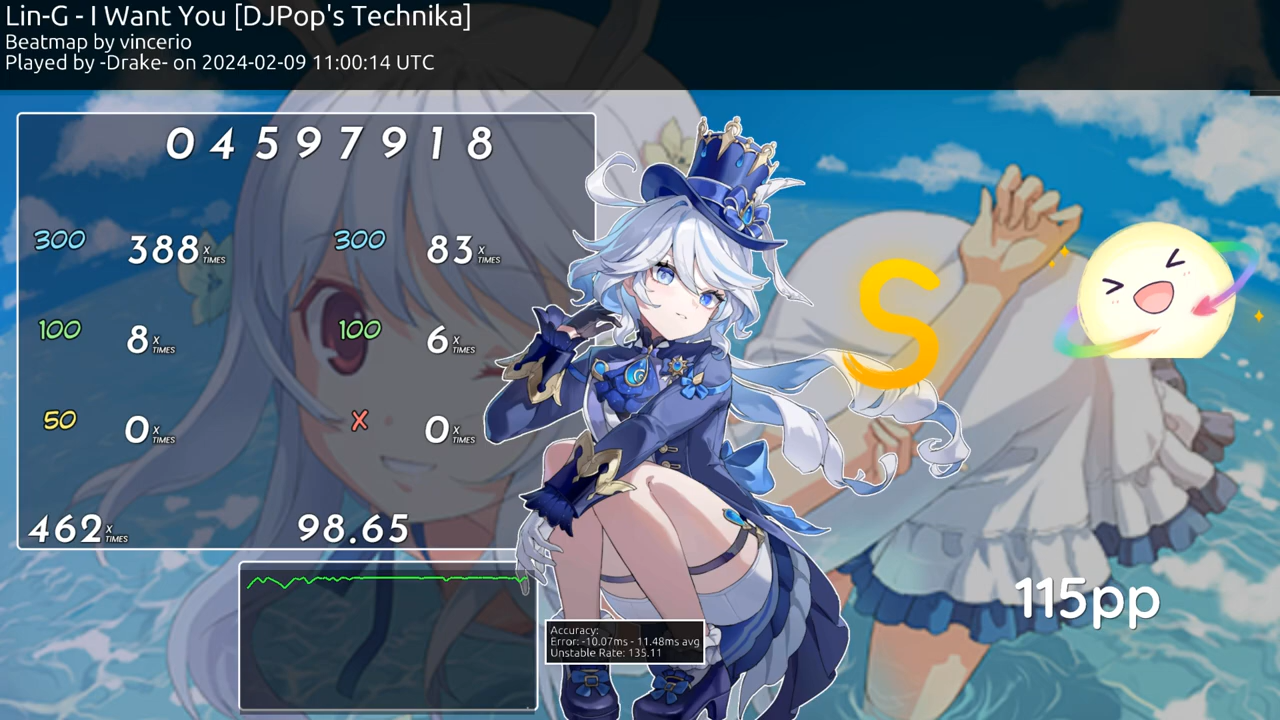 Lin-G - I Want You [DJPop's Technika]
Beatmap by vincerio
Played by -Drake- on 2024-02-09 11:00:14 UTC
04597918
300 388x TIMES 300 83x TIMES
100 8x TIMES 100 6x TIMES
50 0x TIMES X 0x TIMES
462x TIMES 98.65
S
115pp
Accuracy:
Error: -10.07ms - 11.48ms avg
Unstable Rate: 135.11